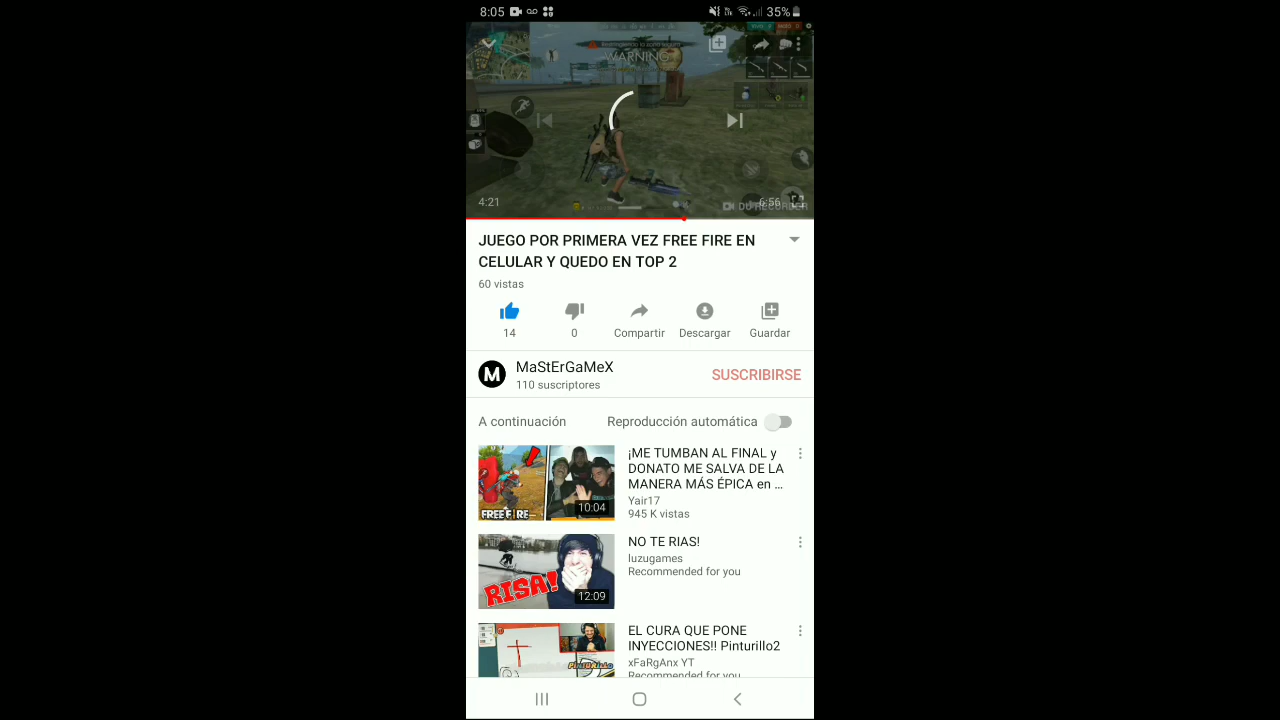 8:05
35%
WARNING
4:21
6:56
DU RECORDER
JUEGO POR PRIMERA VEZ FREE FIRE EN
CELULAR Y QUEDO EN TOP 2
60 vistas
14
0
Compartir
Descargar
Guardar
M
MaStErGaMeX
110 suscriptores
SUSCRIBIRSE
A continuación
Reproducción automática
¡ME TUMBAN AL FINAL y
DONATO ME SALVA DE LA
MANERA MÁS ÉPICA en ...
Yair17
945 K vistas
FREE FIRE
10:04
NO TE RIAS!
luzugames
Recommended for you
RISA!
12:09
EL CURA QUE PONE
INYECCIONES!! Pinturillo2
xFaRgAnx YT
Recommended for you